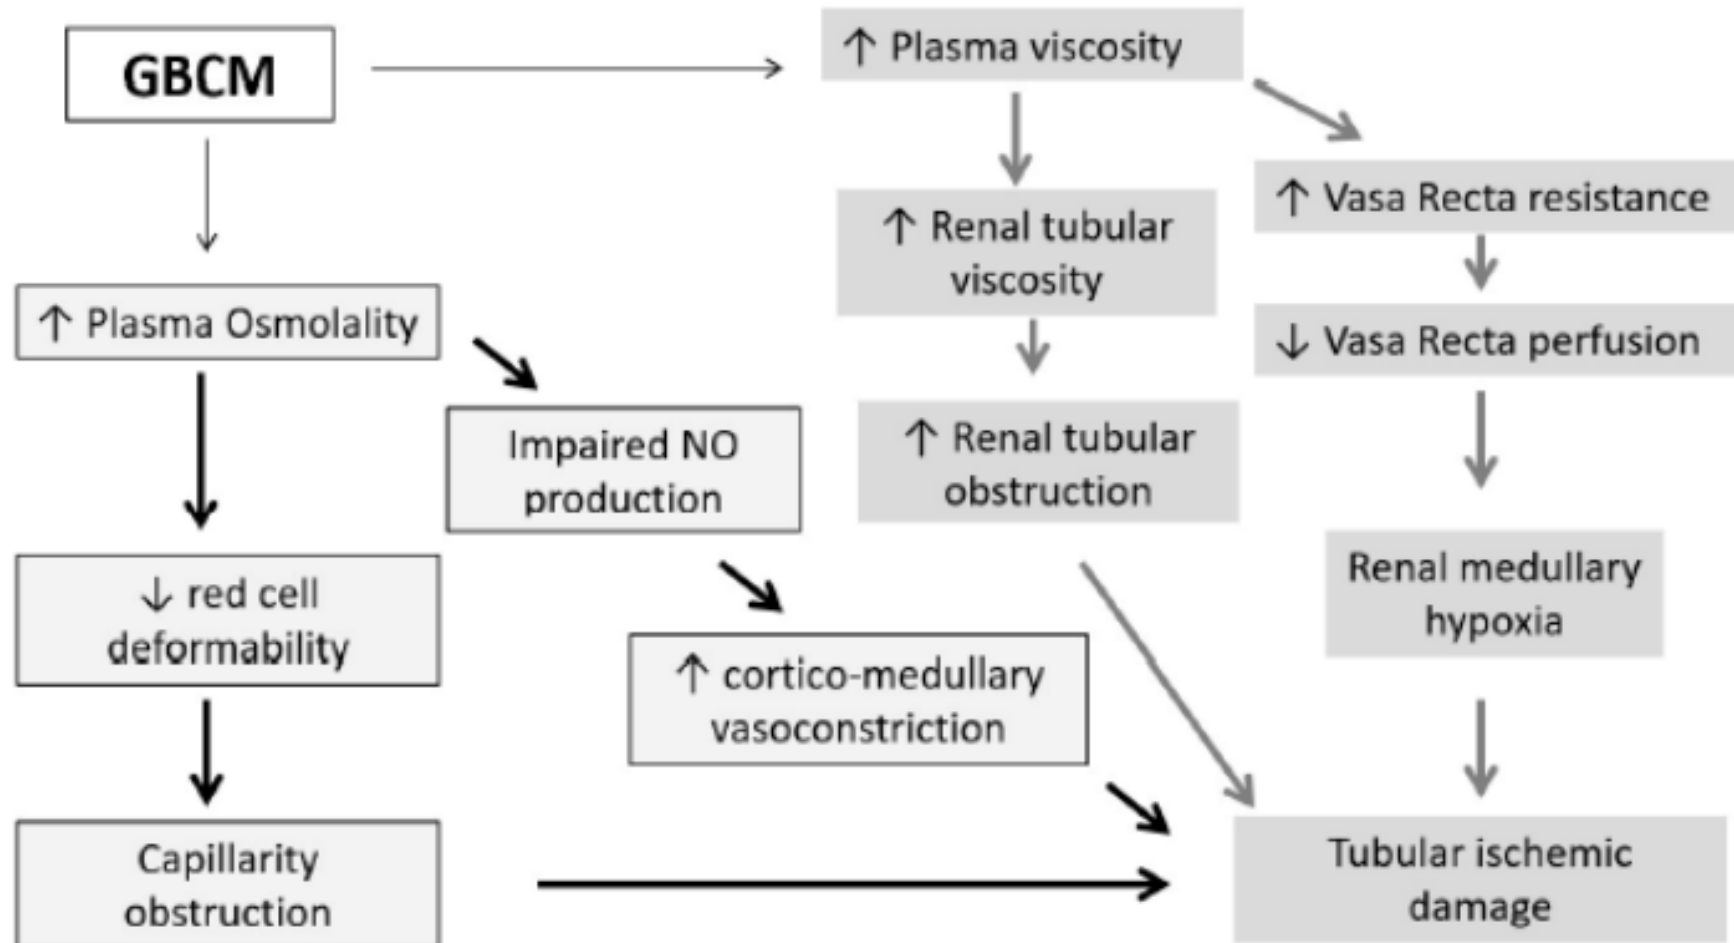 GBCM
↑ Plasma viscosity
↑ Vasa Recta resistance
↑ Renal tubular
viscosity
↑ Plasma Osmolality
↓ Vasa Recta perfusion
Impaired NO
production
↑ Renal tubular
obstruction
↓ red cell
deformability
Renal medullary
hypoxia
↑ cortico-medullary
vasoconstriction
Capillarity
obstruction
Tubular ischemic
damage